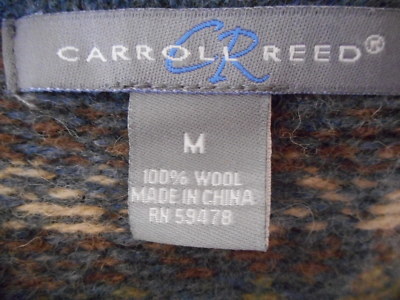 CARROLL REED®
CR
M
100% WOOL
MADE IN CHINA
RN 59478